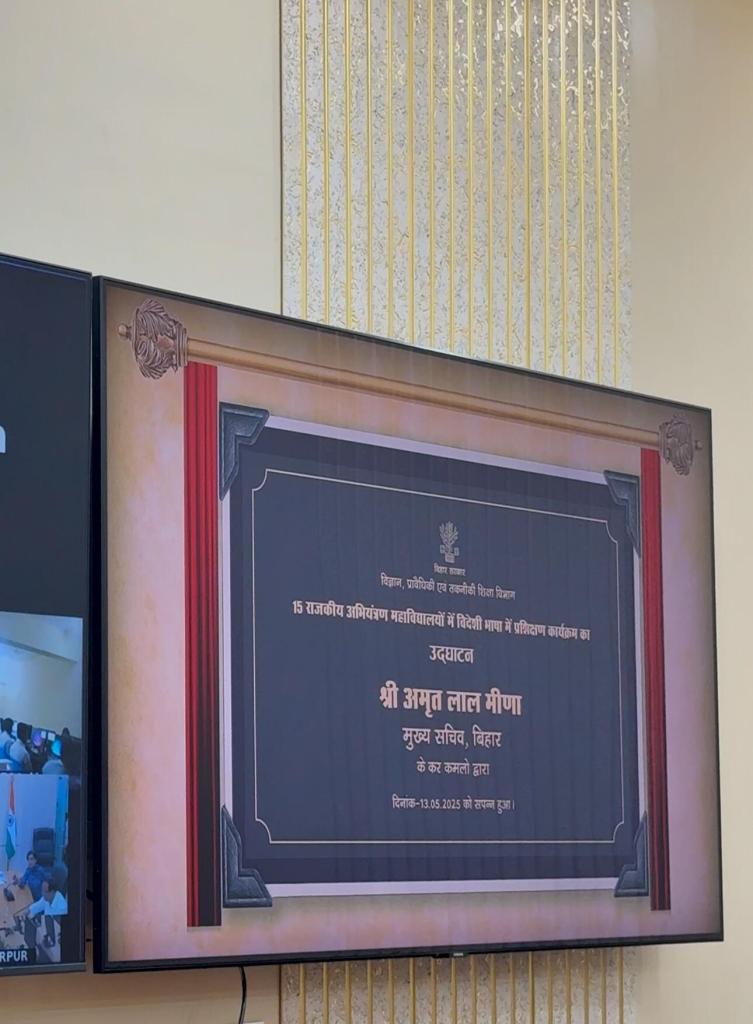 बिहार सरकार
विज्ञान, प्रावैधिकी एवं तकनीकी शिक्षा विभाग
15 राजकीय अभियंत्रण महाविद्यालयों में विदेशी भाषा में प्रशिक्षण कार्यक्रम का
उद्घाटन
श्री अमृत लाल मीणा
मुख्य सचिव, बिहार
के कर कमलो द्वारा
दिनांक-13.05.2025 को संपन्न हुआ।
RPUR